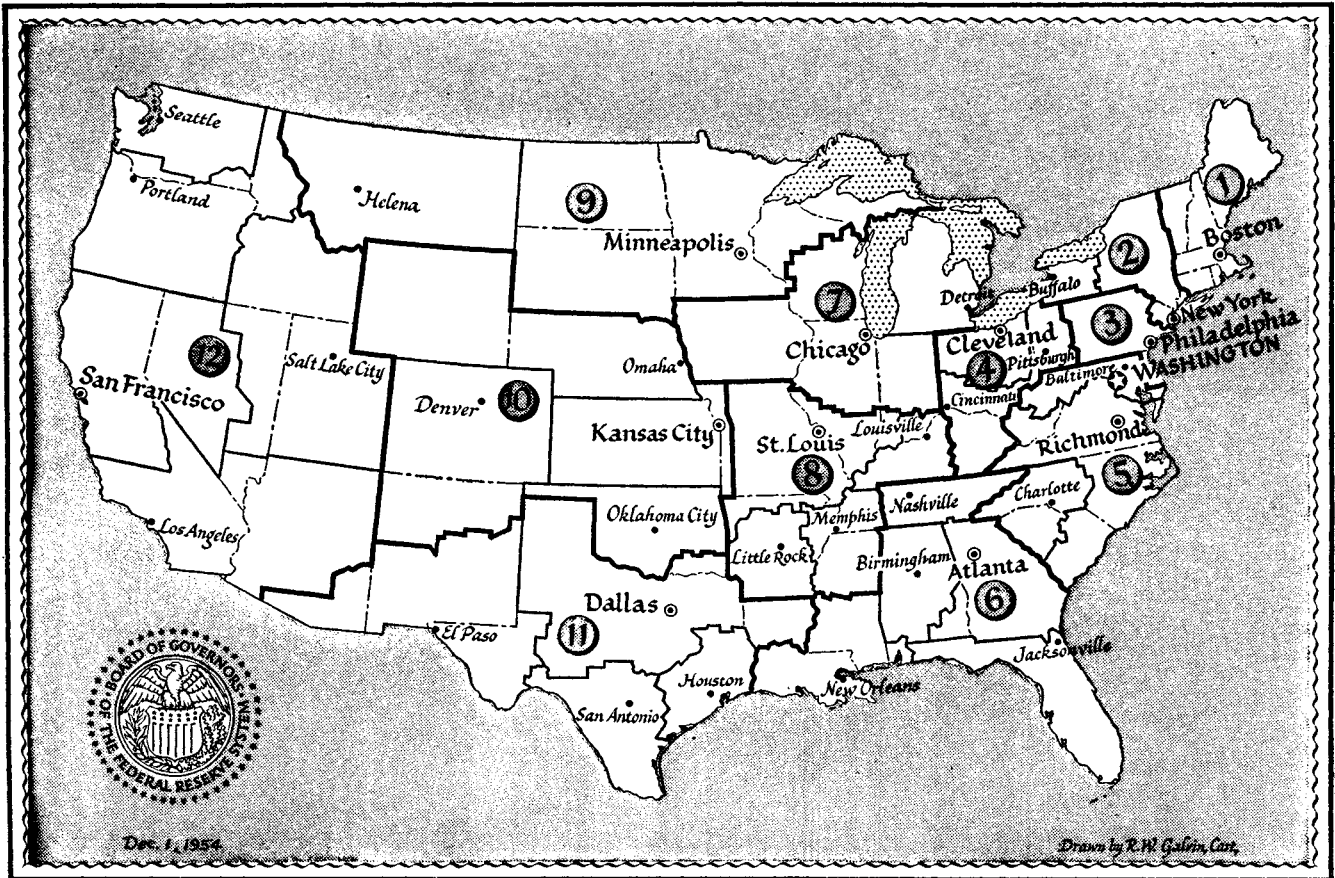 Seattle
Portland
Helena
9
Minneapolis
1
Boston
2
Buffalo
Detroit
7
Chicago
Cleveland
4
Pittsburgh
Cincinnati
3
New York
Philadelphia
WASHINGTON
Baltimore
12
San Francisco
Salt Lake City
Omaha
Denver
10
Kansas City
St. Louis
8
Louisville
Richmond
5
Charlotte
Nashville
Memphis
Los Angeles
Oklahoma City
Little Rock
Birmingham
Atlanta
6
Dallas
11
El Paso
Houston
San Antonio
New Orleans
Jacksonville
BOARD OF GOVERNORS
OF THE FEDERAL RESERVE SYSTEM
Dec. 1, 1954
Drawn by R.W. Galvin, Cart,